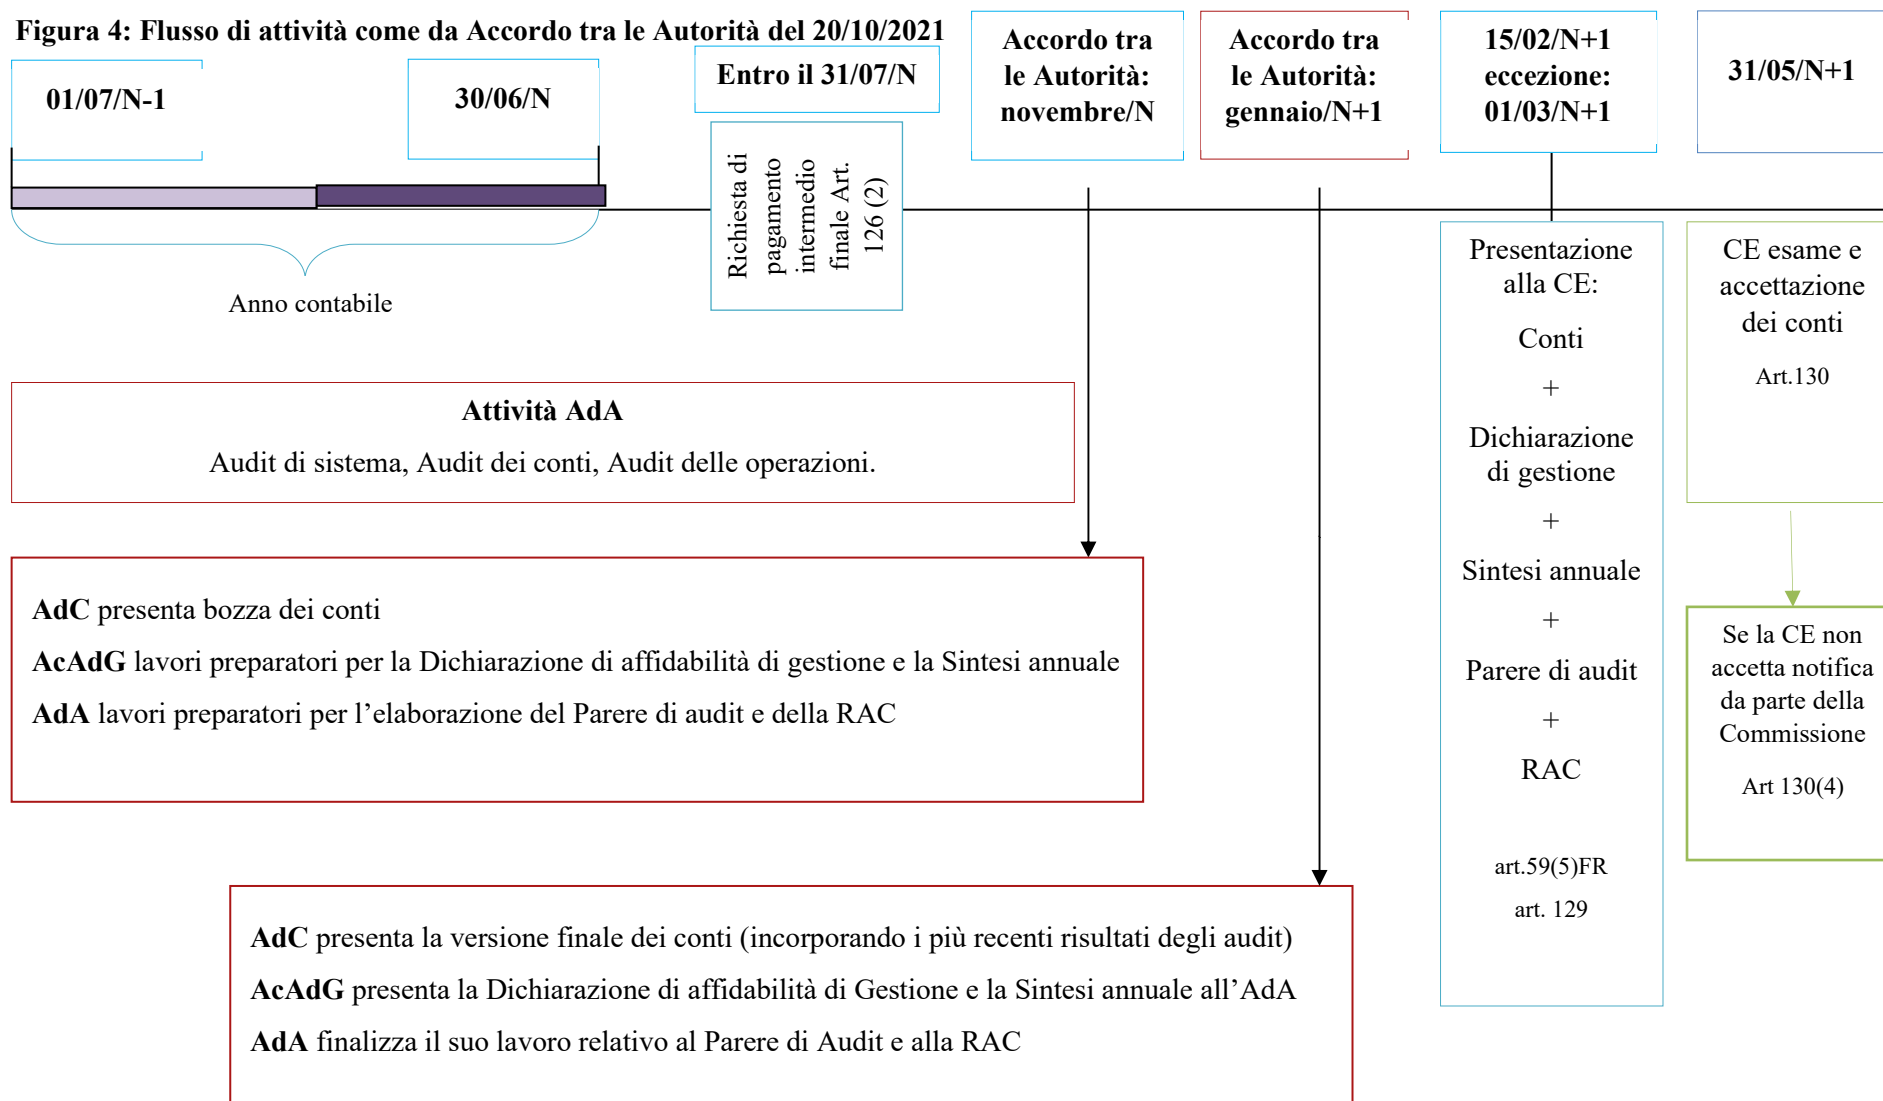 Figura 4: Flusso di attività come da Accordo tra le Autorità del 20/10/2021
01/07/N-1
30/06/N
Entro il 31/07/N
Accordo tra
le Autorità:
novembre/N
Accordo tra
le Autorità:
gennaio/N+1
15/02/N+1
eccezione:
01/03/N+1
31/05/N+1
Richiesta di
pagamento
intermedio
finale Art.
126 (2)
Anno contabile
Presentazione
alla CE:
Conti
+
Dichiarazione
di gestione
+
Sintesi annuale
+
Parere di audit
+
RAC
art.59(5)FR
art. 129
CE esame e
accettazione
dei conti
Art.130
Se la CE non
accetta notifica
da parte della
Commissione
Art 130(4)
Attività AdA
Audit di sistema, Audit dei conti, Audit delle operazioni.
AdC presenta bozza dei conti
AcAdG lavori preparatori per la Dichiarazione di affidabilità di gestione e la Sintesi annuale
AdA lavori preparatori per l’elaborazione del Parere di audit e della RAC
AdC presenta la versione finale dei conti (incorporando i più recenti risultati degli audit)
AcAdG presenta la Dichiarazione di affidabilità di Gestione e la Sintesi annuale all’AdA
AdA finalizza il suo lavoro relativo al Parere di Audit e alla RAC